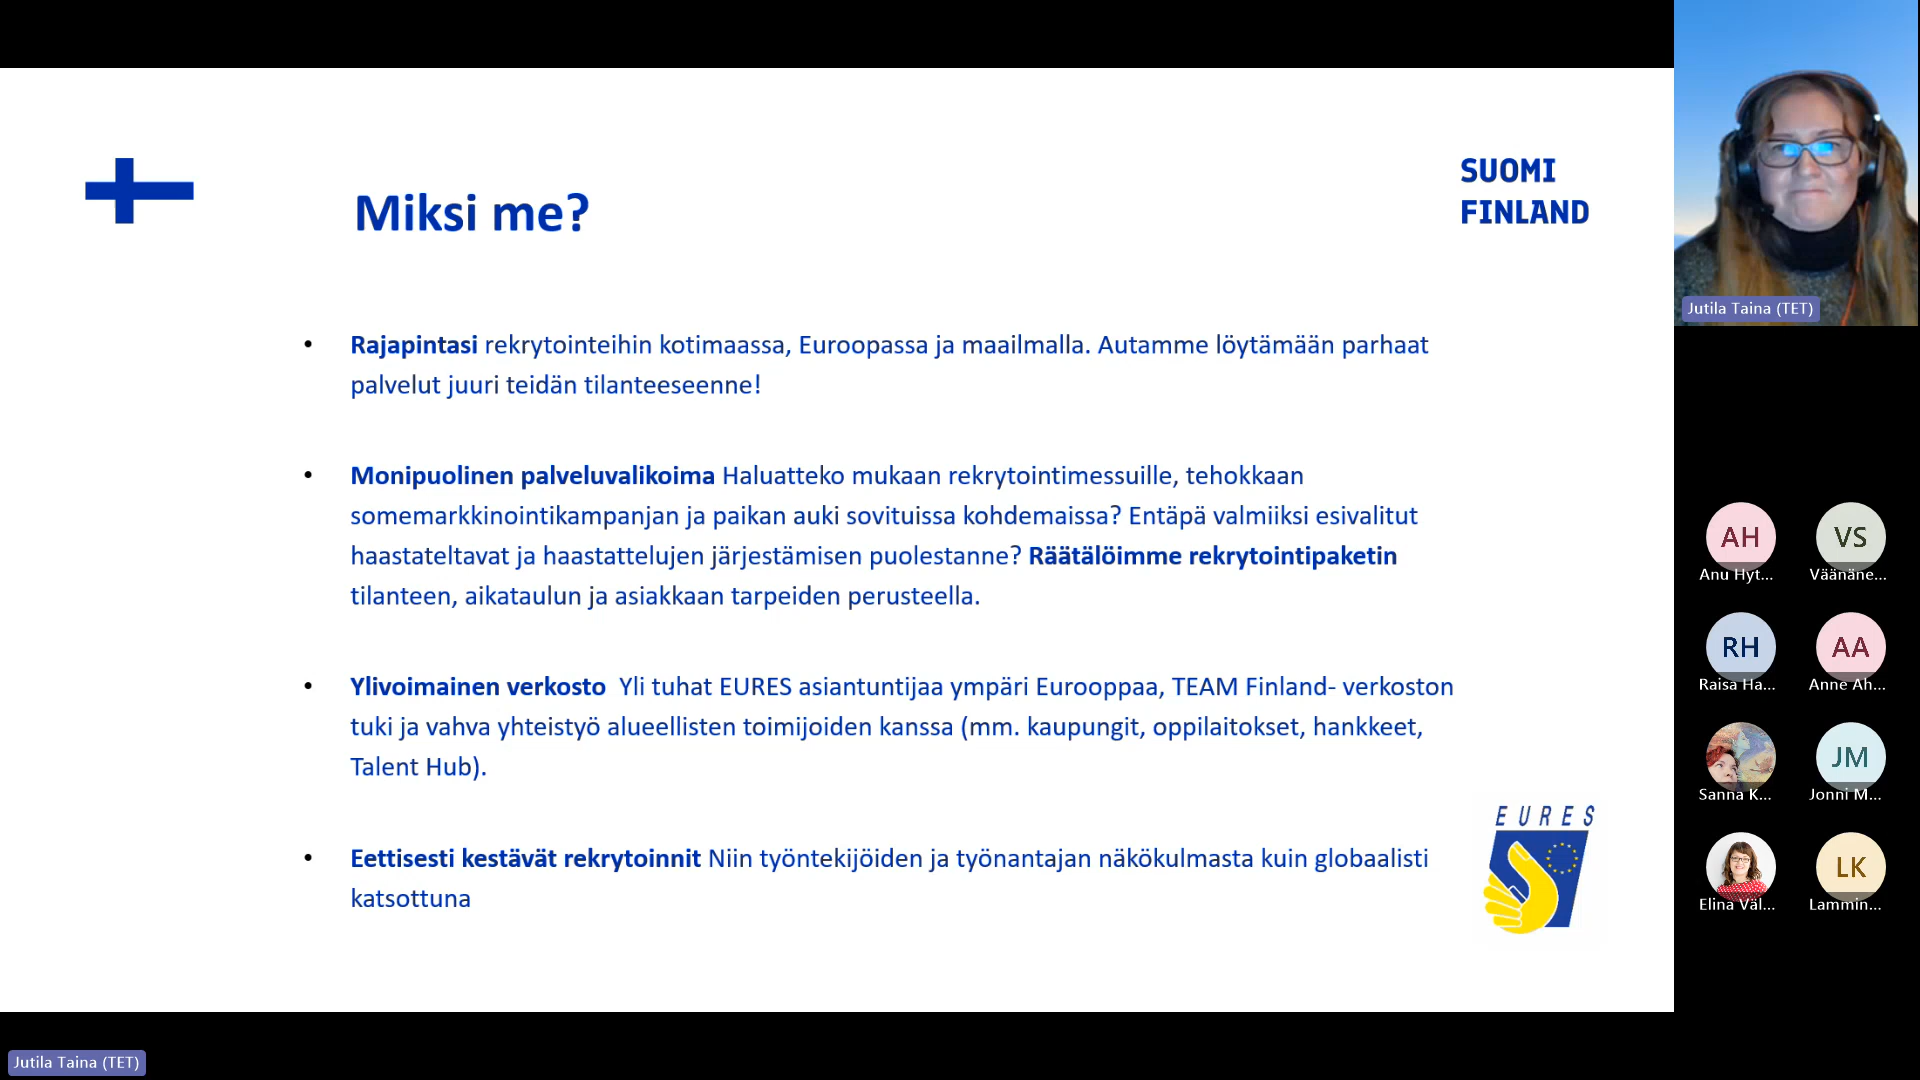 SUOMI
FINLAND
Miksi me?
• Rajapintasi rekrytointeihin kotimaassa, Euroopassa ja maailmalla. Autamme löytämään parhaat
palvelut juuri teidän tilanteeseenne!
• Monipuolinen palveluvalikoima Haluatteko mukaan rekrytointimessuille, tehokkaan
somemarkkinointikampanjan ja paikan auki sovituissa kohdemaissa? Entäpä valmiiksi esivalitut
haastateltavat ja haastattelujen järjestämisen puolestanne? Räätälöimme rekrytointipaketin
tilanteen, aikataulun ja asiakkaan tarpeiden perusteella.
• Ylivoimainen verkosto Yli tuhat EURES asiantuntijaa ympäri Eurooppaa, TEAM Finland- verkoston
tuki ja vahva yhteistyö alueellisten toimijoiden kanssa (mm. kaupungit, oppilaitokset, hankkeet,
Talent Hub).
• Eettisesti kestävät rekrytoinnit Niin työntekijöiden ja työnantajan näkökulmasta kuin globaalisti
katsottuna
EURES
Jutila Taina (TET)
AH
VS
Anu Hyt...
Väänäne...
RH
AA
Raisa Ha...
Anne Ah...
JM
Sanna K...
Jonni M...
LK
Elina Väl...
Lammin...
Jutila Taina (TET)